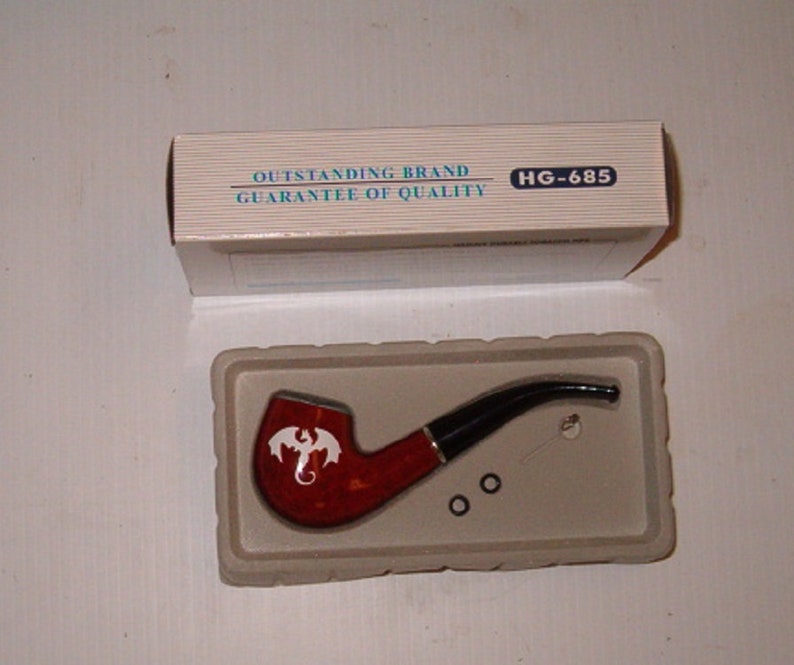 OUTSTANDING BRAND
GUARANTEE OF QUALITY
HG-685